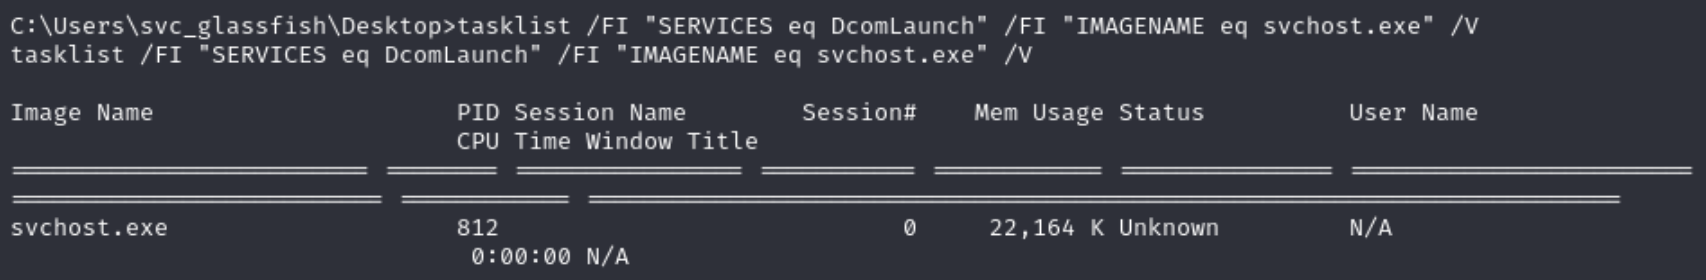 C:\Users\svc_glassfish\Desktop>tasklist /FI "SERVICES eq DcomLaunch" /FI "IMAGENAME eq svchost.exe" /V
tasklist /FI "SERVICES eq DcomLaunch" /FI "IMAGENAME eq svchost.exe" /V
Image Name                     PID Session Name        Session#    Mem Usage Status          User Name
                               CPU Time Window Title
========================= ======== ================ =========== ============ =============== ========================
========================== ============ ========================================================================
svchost.exe                    812                            0     22,164 K Unknown         N/A
                                0:00:00 N/A